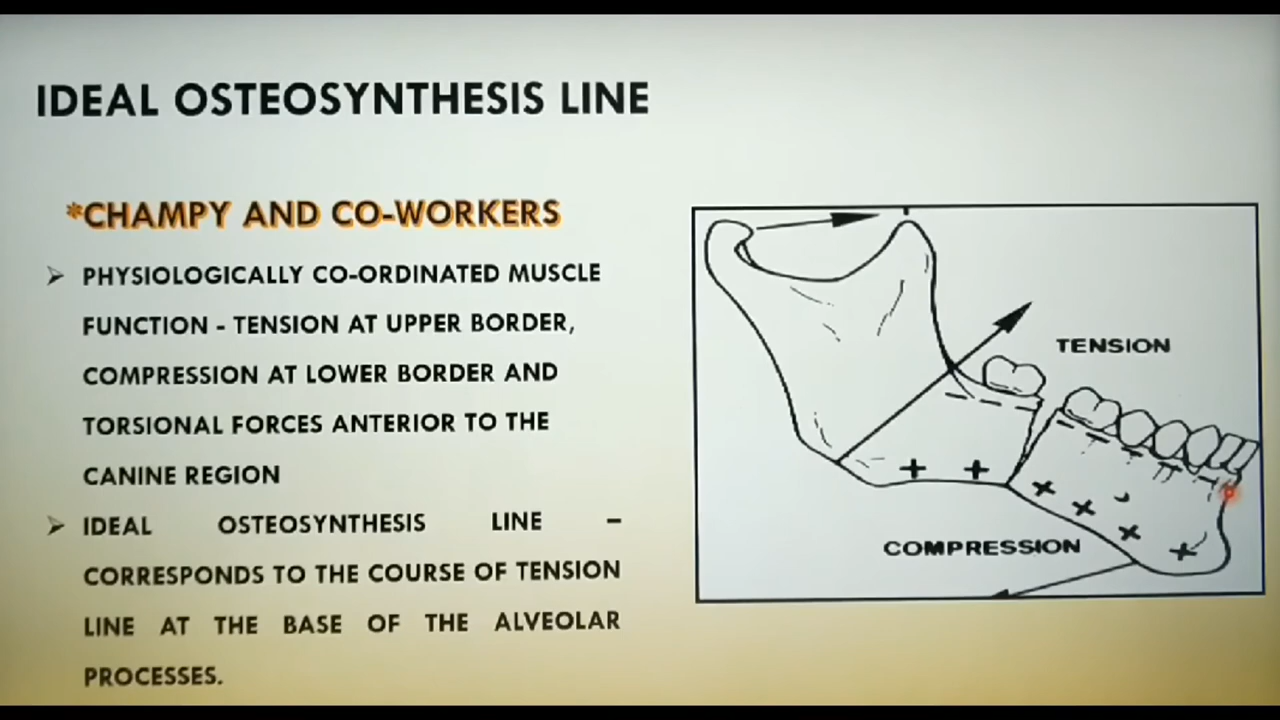 IDEAL OSTEOSYNTHESIS LINE
*CHAMPY AND CO-WORKERS
PHYSIOLOGICALLY CO-ORDINATED MUSCLE
FUNCTION - TENSION AT UPPER BORDER,
COMPRESSION AT LOWER BORDER AND
TORSIONAL FORCES ANTERIOR TO THE
CANINE REGION
IDEAL OSTEOSYNTHESIS LINE –
CORRESPONDS TO THE COURSE OF TENSION
LINE AT THE BASE OF THE ALVEOLAR
PROCESSES.
TENSION
COMPRESSION